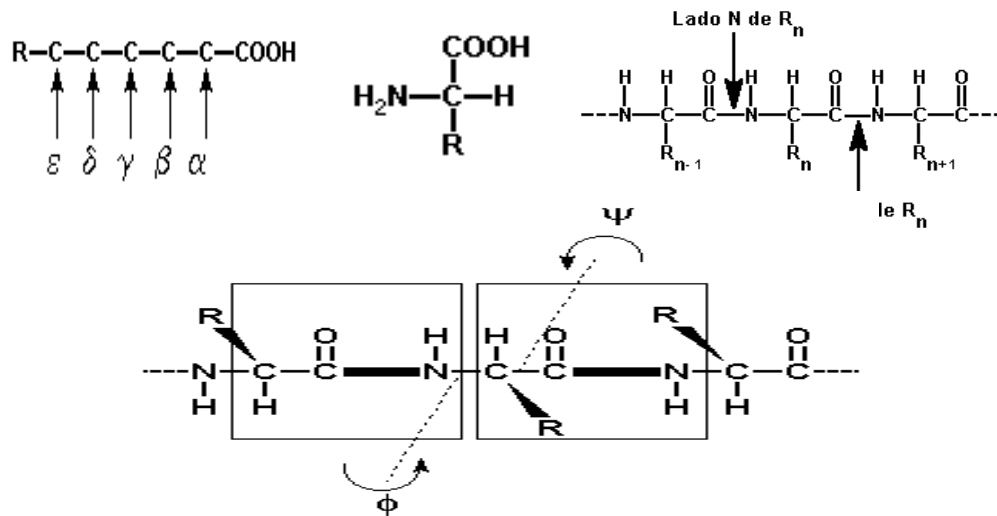 R–C–C–C–C–C–COOH
ε δ γ β α
COOH
H₂N–C–H
R
Lado N de Rₙ
H H O H H O H H O
----N–C–C–N–C–C–N–C–C----
Rₙ₋₁ Rₙ Rₙ₊₁
le Rₙ
Ψ
R O H H O R O
----N–C–C–N–C–C–N–C–C----
H H R H H
ϕ